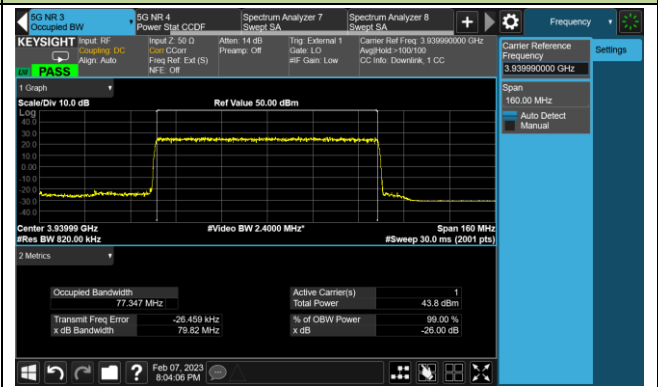 5G NR 3
Occupied BW
5G NR 4
Power Stat CCDF
Spectrum Analyzer 7
Swept SA
Spectrum Analyzer 8
Swept SA
Frequency
KEYSIGHT
Input: RF
Coupling: DC
Align: Auto
Input Z: 50 Ω
Corr CCorr
Freq Ref: Ext (S)
NFE: Off
Atten: 14 dB
Preamp: Off
Trig: External 1
Gate: LO
#IF Gain: Low
Carrier Ref Freq: 3.939990000 GHz
Avg|Hold:>100/100
CC Info: Downlink, 1 CC
PASS
Carrier Reference
Frequency
3.939990000 GHz
Settings
Span
160.00 MHz
Auto Detect
Manual
1 Graph
Scale/Div 10.0 dB
Ref Value 50.00 dBm
Log
40.0
30.0
20.0
10.0
0.00
-10.0
-20.0
-30.0
-40.0
Center 3.93999 GHz
#Video BW 2.4000 MHz*
Span 160 MHz
#Res BW 820.00 kHz
#Sweep 30.0 ms (2001 pts)
2 Metrics
Occupied Bandwidth
77.347 MHz
Active Carrier(s) 1
Total Power 43.8 dBm
Transmit Freq Error -26.459 kHz
% of OBW Power 99.00 %
x dB Bandwidth 79.82 MHz
x dB -26.00 dB
?
Feb 07, 2023
8:04:06 PM